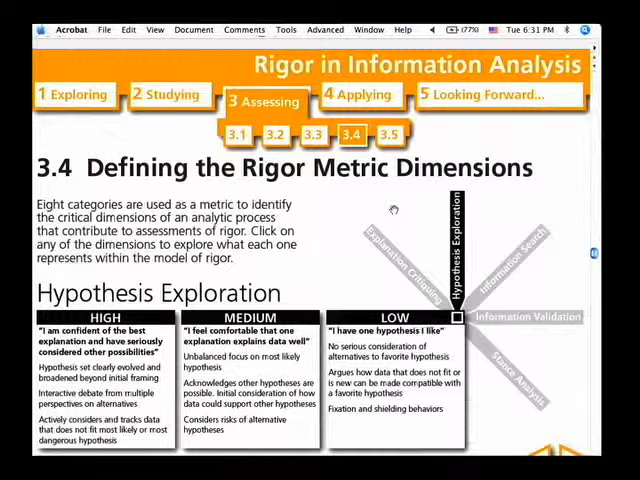 Acrobat File Edit View Document Comments Tools Advanced Window Help (77%) Tue 6:31 PM
Rigor in Information Analysis
1 Exploring 2 Studying 3 Assessing 4 Applying 5 Looking Forward...
3.1 3.2 3.3 3.4 3.5
3.4 Defining the Rigor Metric Dimensions
Eight categories are used as a metric to identify
the critical dimensions of an analytic process
that contribute to assessments of rigor. Click on
any of the dimensions to explore what each one
represents within the model of rigor.
Explanation Critiquing
Hypothesis Exploration
Information Search
Information Validation
Stance Analysis
Hypothesis Exploration
HIGH
"I am confident of the best
explanation and have seriously
considered other possibilities"
Hypothesis set clearly evolved and
broadened beyond initial framing
Interactive debate from multiple
perspectives on alternatives
Actively considers and tracks data
that does not fit most likely or most
dangerous hypothesis
MEDIUM
"I feel comfortable that one
explanation explains data well"
Unbalanced focus on most likely
hypothesis
Acknowledges other hypotheses are
possible. Initial consideration of how
data could support other hypotheses
Considers risks of alternative
hypotheses
LOW
"I have one hypothesis I like"
No serious consideration of
alternatives to favorite hypothesis
Argues how data that does not fit or
is new can be made compatible with
a favorite hypothesis
Fixation and shielding behaviors